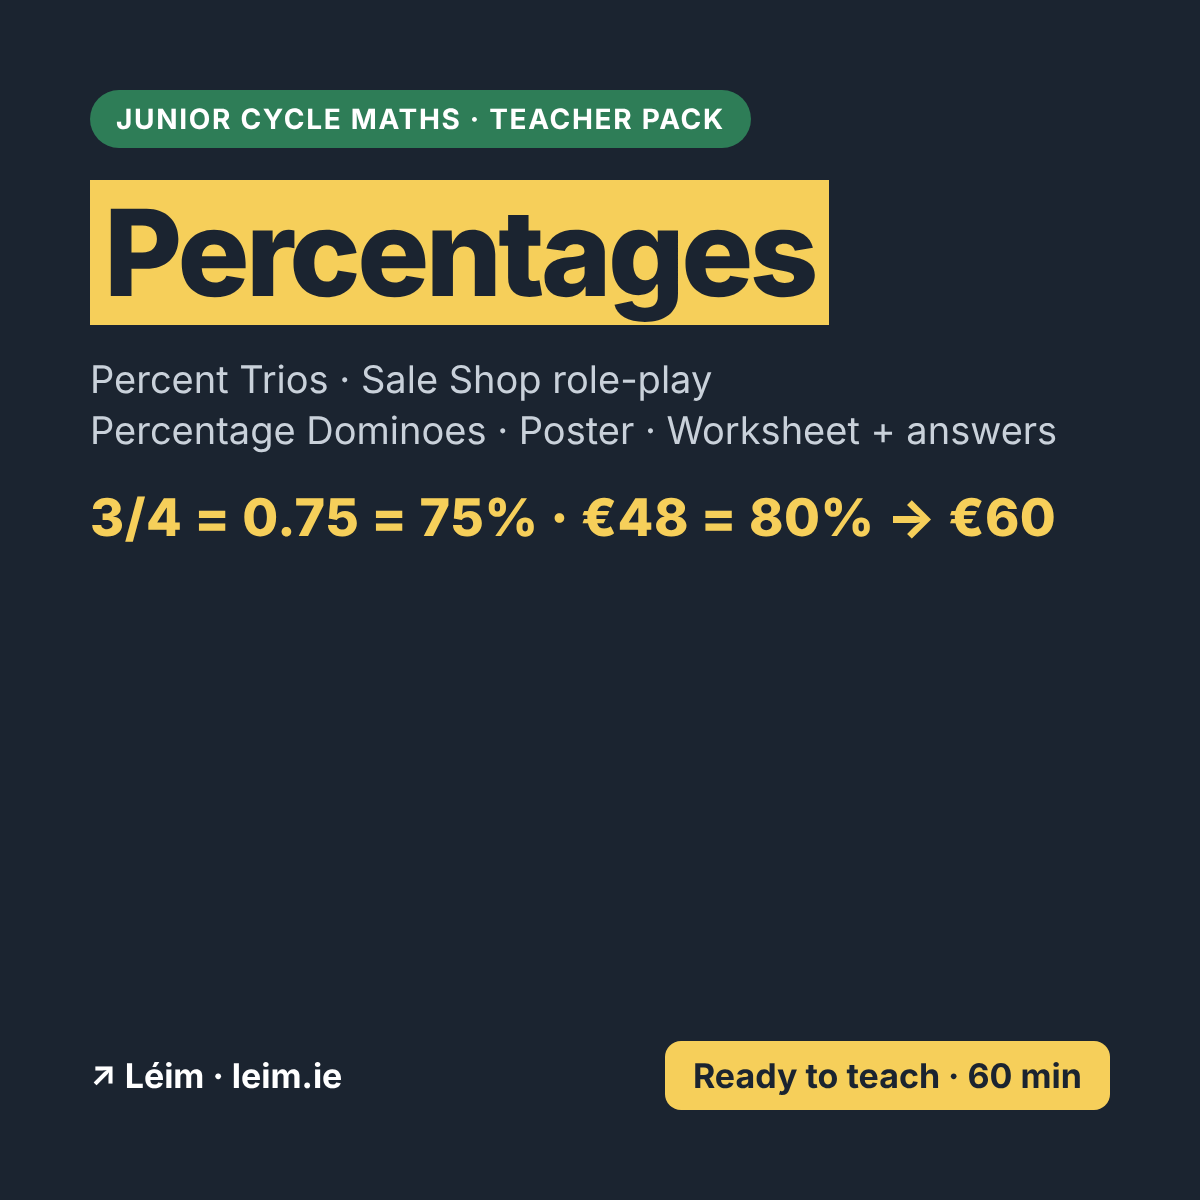 JUNIOR CYCLE MATHS · TEACHER PACK
Percentages
Percent Trios · Sale Shop role-play
Percentage Dominoes · Poster · Worksheet + answers
3/4 = 0.75 = 75% · €48 = 80% → €60
↗ Léim · leim.ie
Ready to teach · 60 min